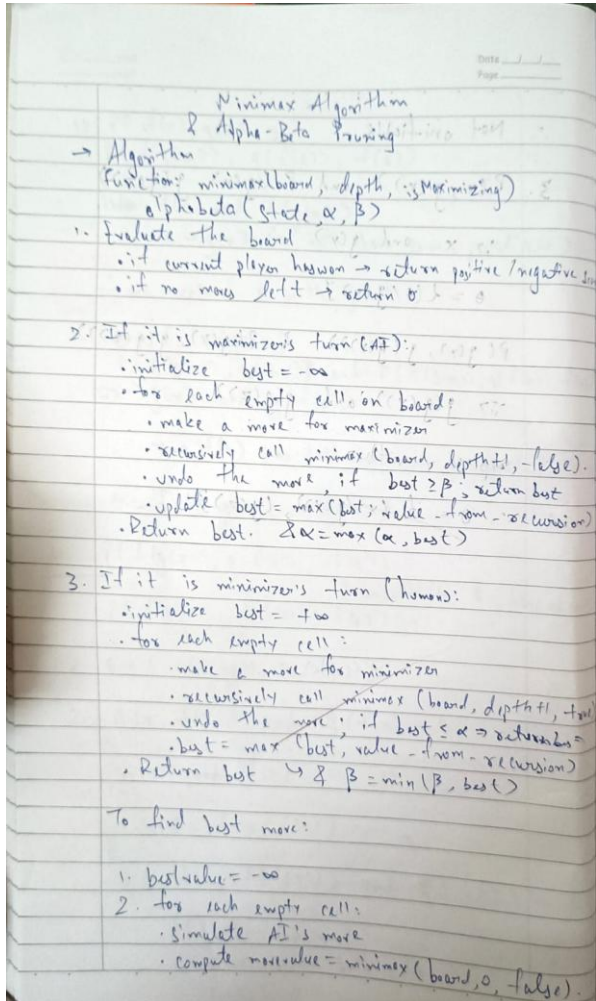 Date
Page
Minimax Algorithm
& Alpha-Beta Pruning
→ Algorithm
Function: minimax(board, depth, isMaximizing)
alphabeta(state, α, β)
1. Evaluate the board
• if current player has won → return positive/negative
• if no moves left → return 0
2. If it is maximizer's turn (AI):
• initialize best = -∞
• for each empty cell on board
• make a move for maximizer
• recursively call minimax (board, depth+1, false).
• undo the move, if best ≥ β; return best
• update best = max (best, value-from-recursion)
• Return best. & α = max (α, best)
3. If it is minimizer's turn (human):
• initialize best = +∞
• for each empty cell :
• make a move for minimizer
• recursively call minimax (board, depth+1,
• undo the move ; if best ≤ α ⇒
• best = max (best, value-from-recursion)
• Return best ↳ & β = min (β, best)
To find best move:
1. bestvalue = -∞
2. for each empty cell:
• Simulate AI's move
• compute movevalue = minimax (board, 0, false).